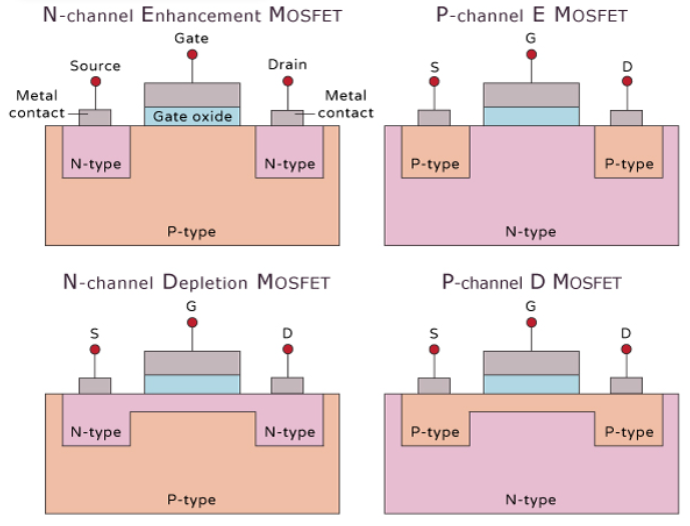 N-channel Enhancement MOSFET
Gate
Source
Drain
Metal contact
Gate oxide
Metal contact
N-type
N-type
P-type
P-channel E MOSFET
G
S
D
P-type
P-type
N-type
N-channel Depletion MOSFET
G
S
D
N-type
N-type
P-type
P-channel D MOSFET
G
S
D
P-type
P-type
N-type